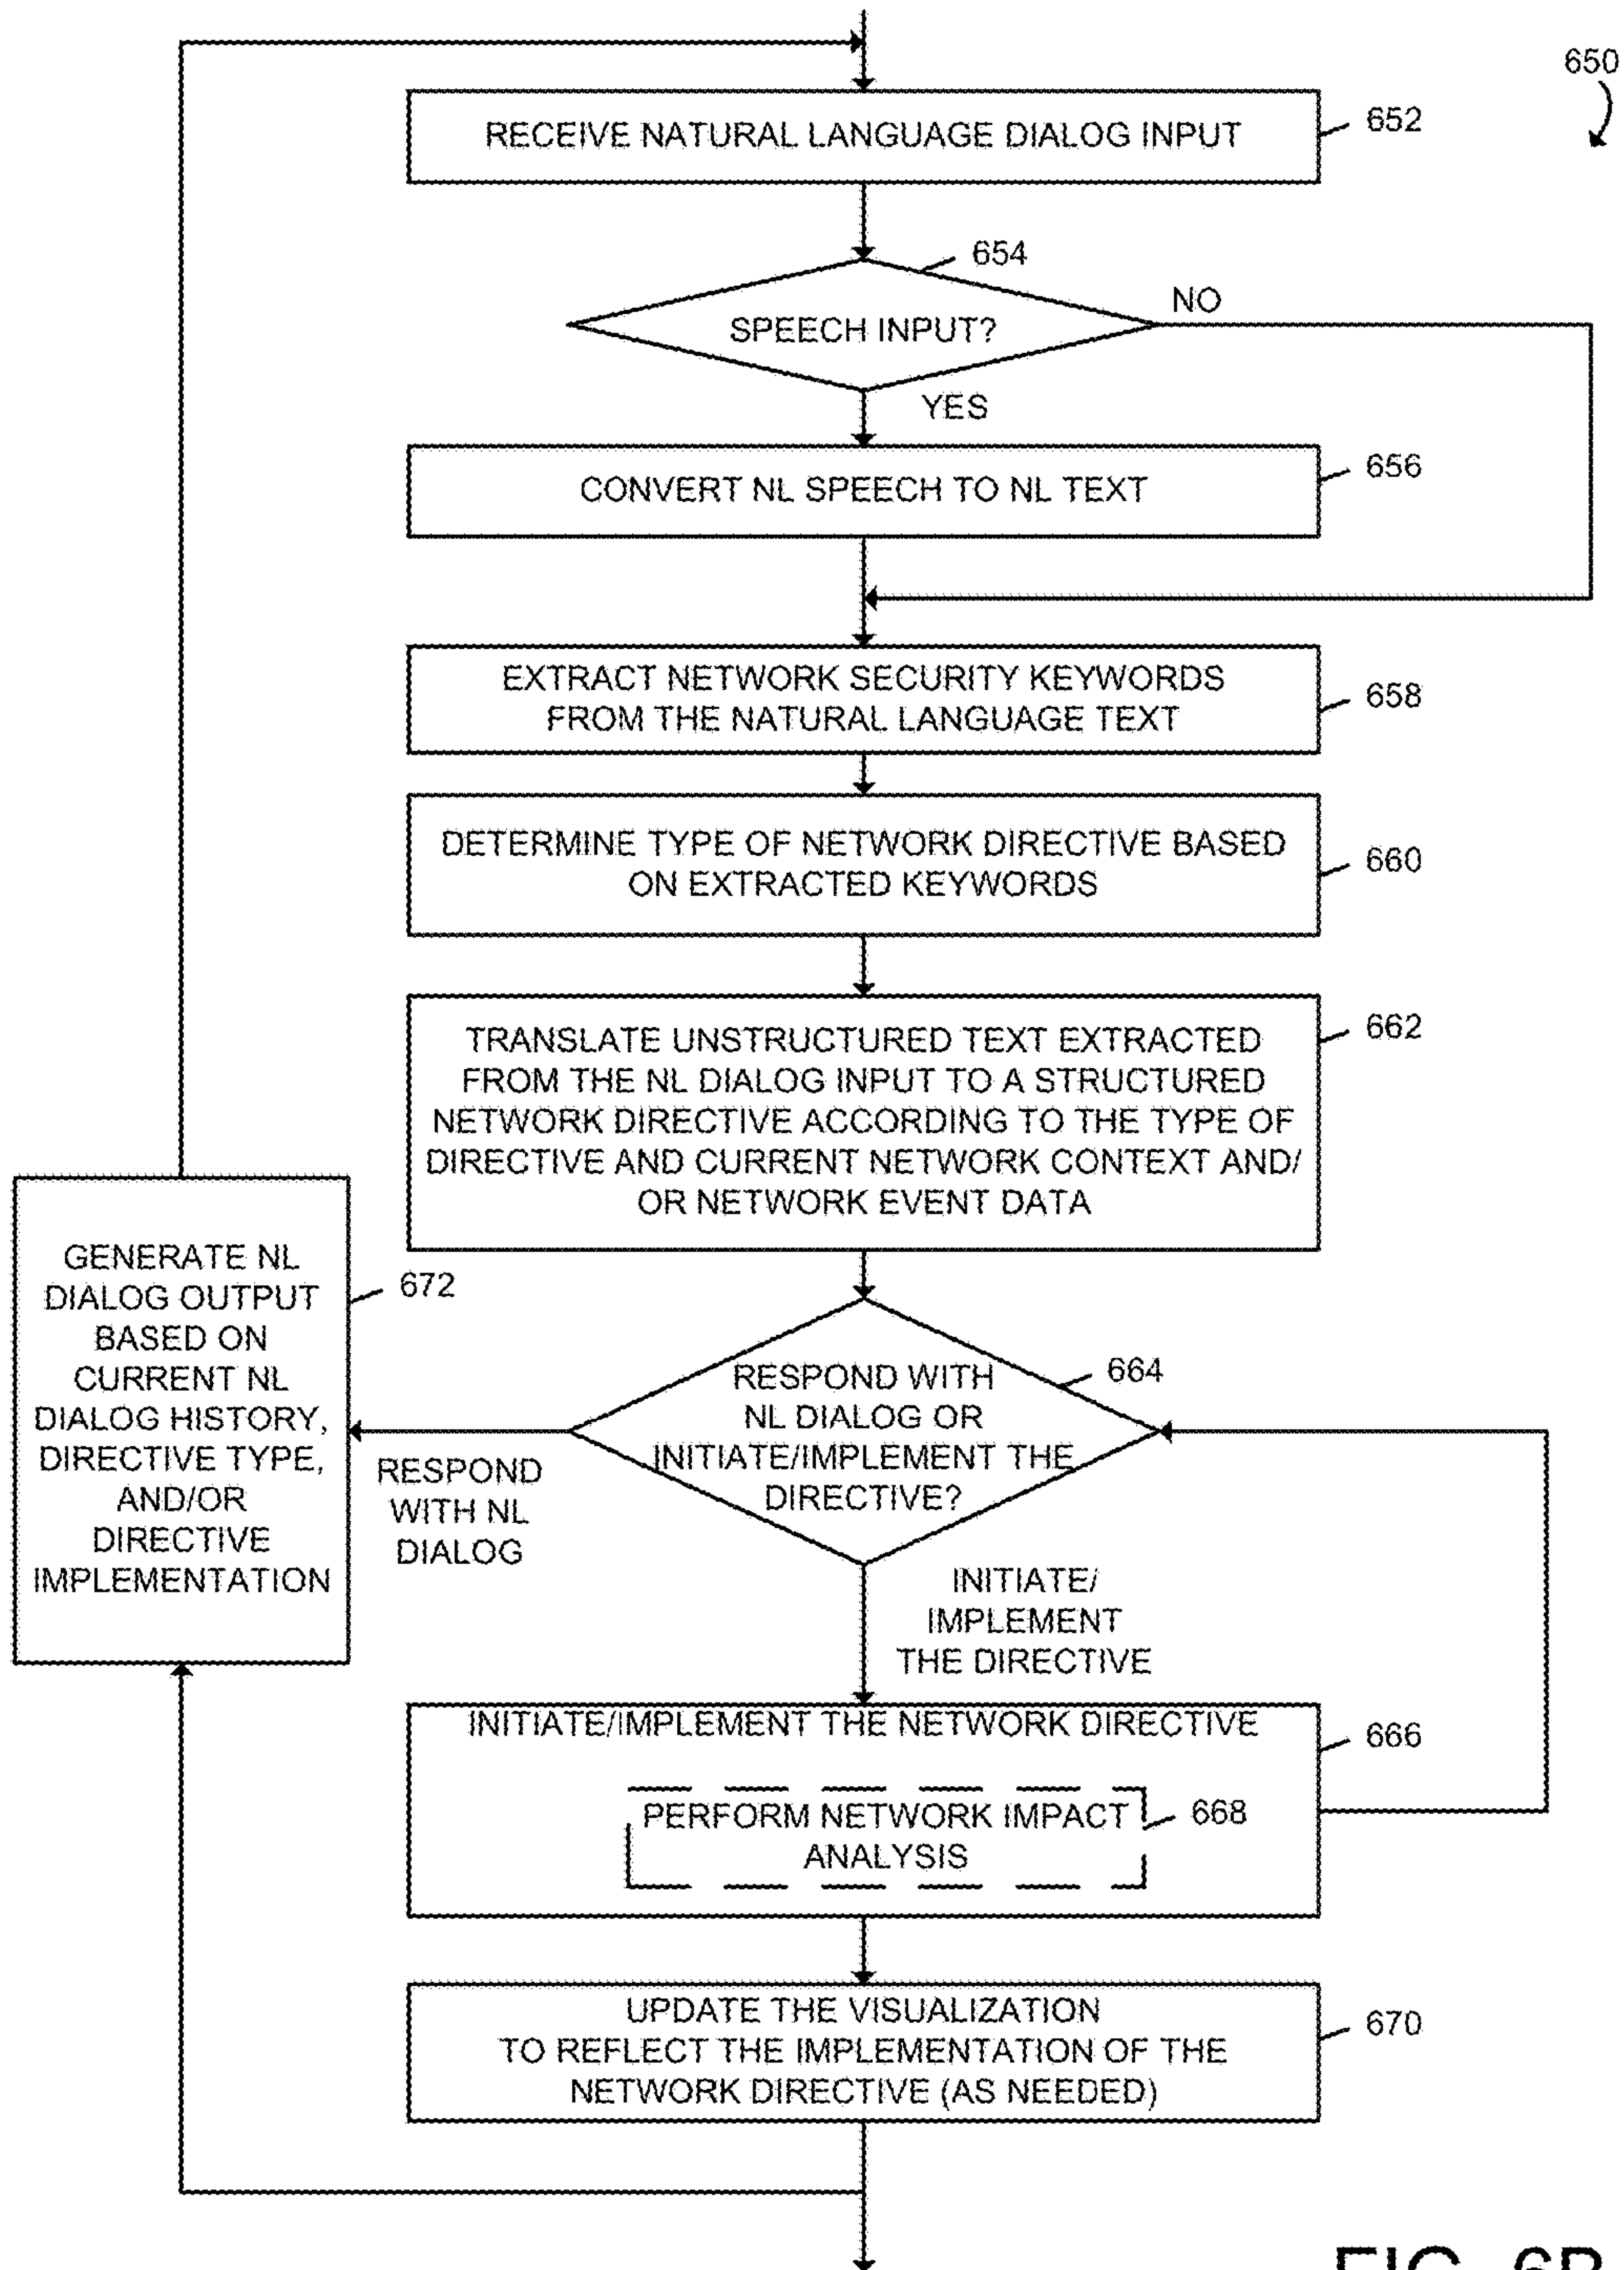 650
RECEIVE NATURAL LANGUAGE DIALOG INPUT
652
654
SPEECH INPUT?
NO
YES
CONVERT NL SPEECH TO NL TEXT
656
EXTRACT NETWORK SECURITY KEYWORDS
FROM THE NATURAL LANGUAGE TEXT
658
DETERMINE TYPE OF NETWORK DIRECTIVE BASED
ON EXTRACTED KEYWORDS
660
TRANSLATE UNSTRUCTURED TEXT EXTRACTED
FROM THE NL DIALOG INPUT TO A STRUCTURED
NETWORK DIRECTIVE ACCORDING TO THE TYPE OF
DIRECTIVE AND CURRENT NETWORK CONTEXT AND/
OR NETWORK EVENT DATA
662
GENERATE NL
DIALOG OUTPUT
BASED ON
CURRENT NL
DIALOG HISTORY,
DIRECTIVE TYPE,
AND/OR
DIRECTIVE
IMPLEMENTATION
672
RESPOND WITH
NL DIALOG OR
INITIATE/IMPLEMENT THE
DIRECTIVE?
664
RESPOND
WITH NL
DIALOG
INITIATE/
IMPLEMENT
THE DIRECTIVE
INITIATE/IMPLEMENT THE NETWORK DIRECTIVE
666
PERFORM NETWORK IMPACT
ANALYSIS
668
UPDATE THE VISUALIZATION
TO REFLECT THE IMPLEMENTATION OF THE
NETWORK DIRECTIVE (AS NEEDED)
670
FIG. 6B